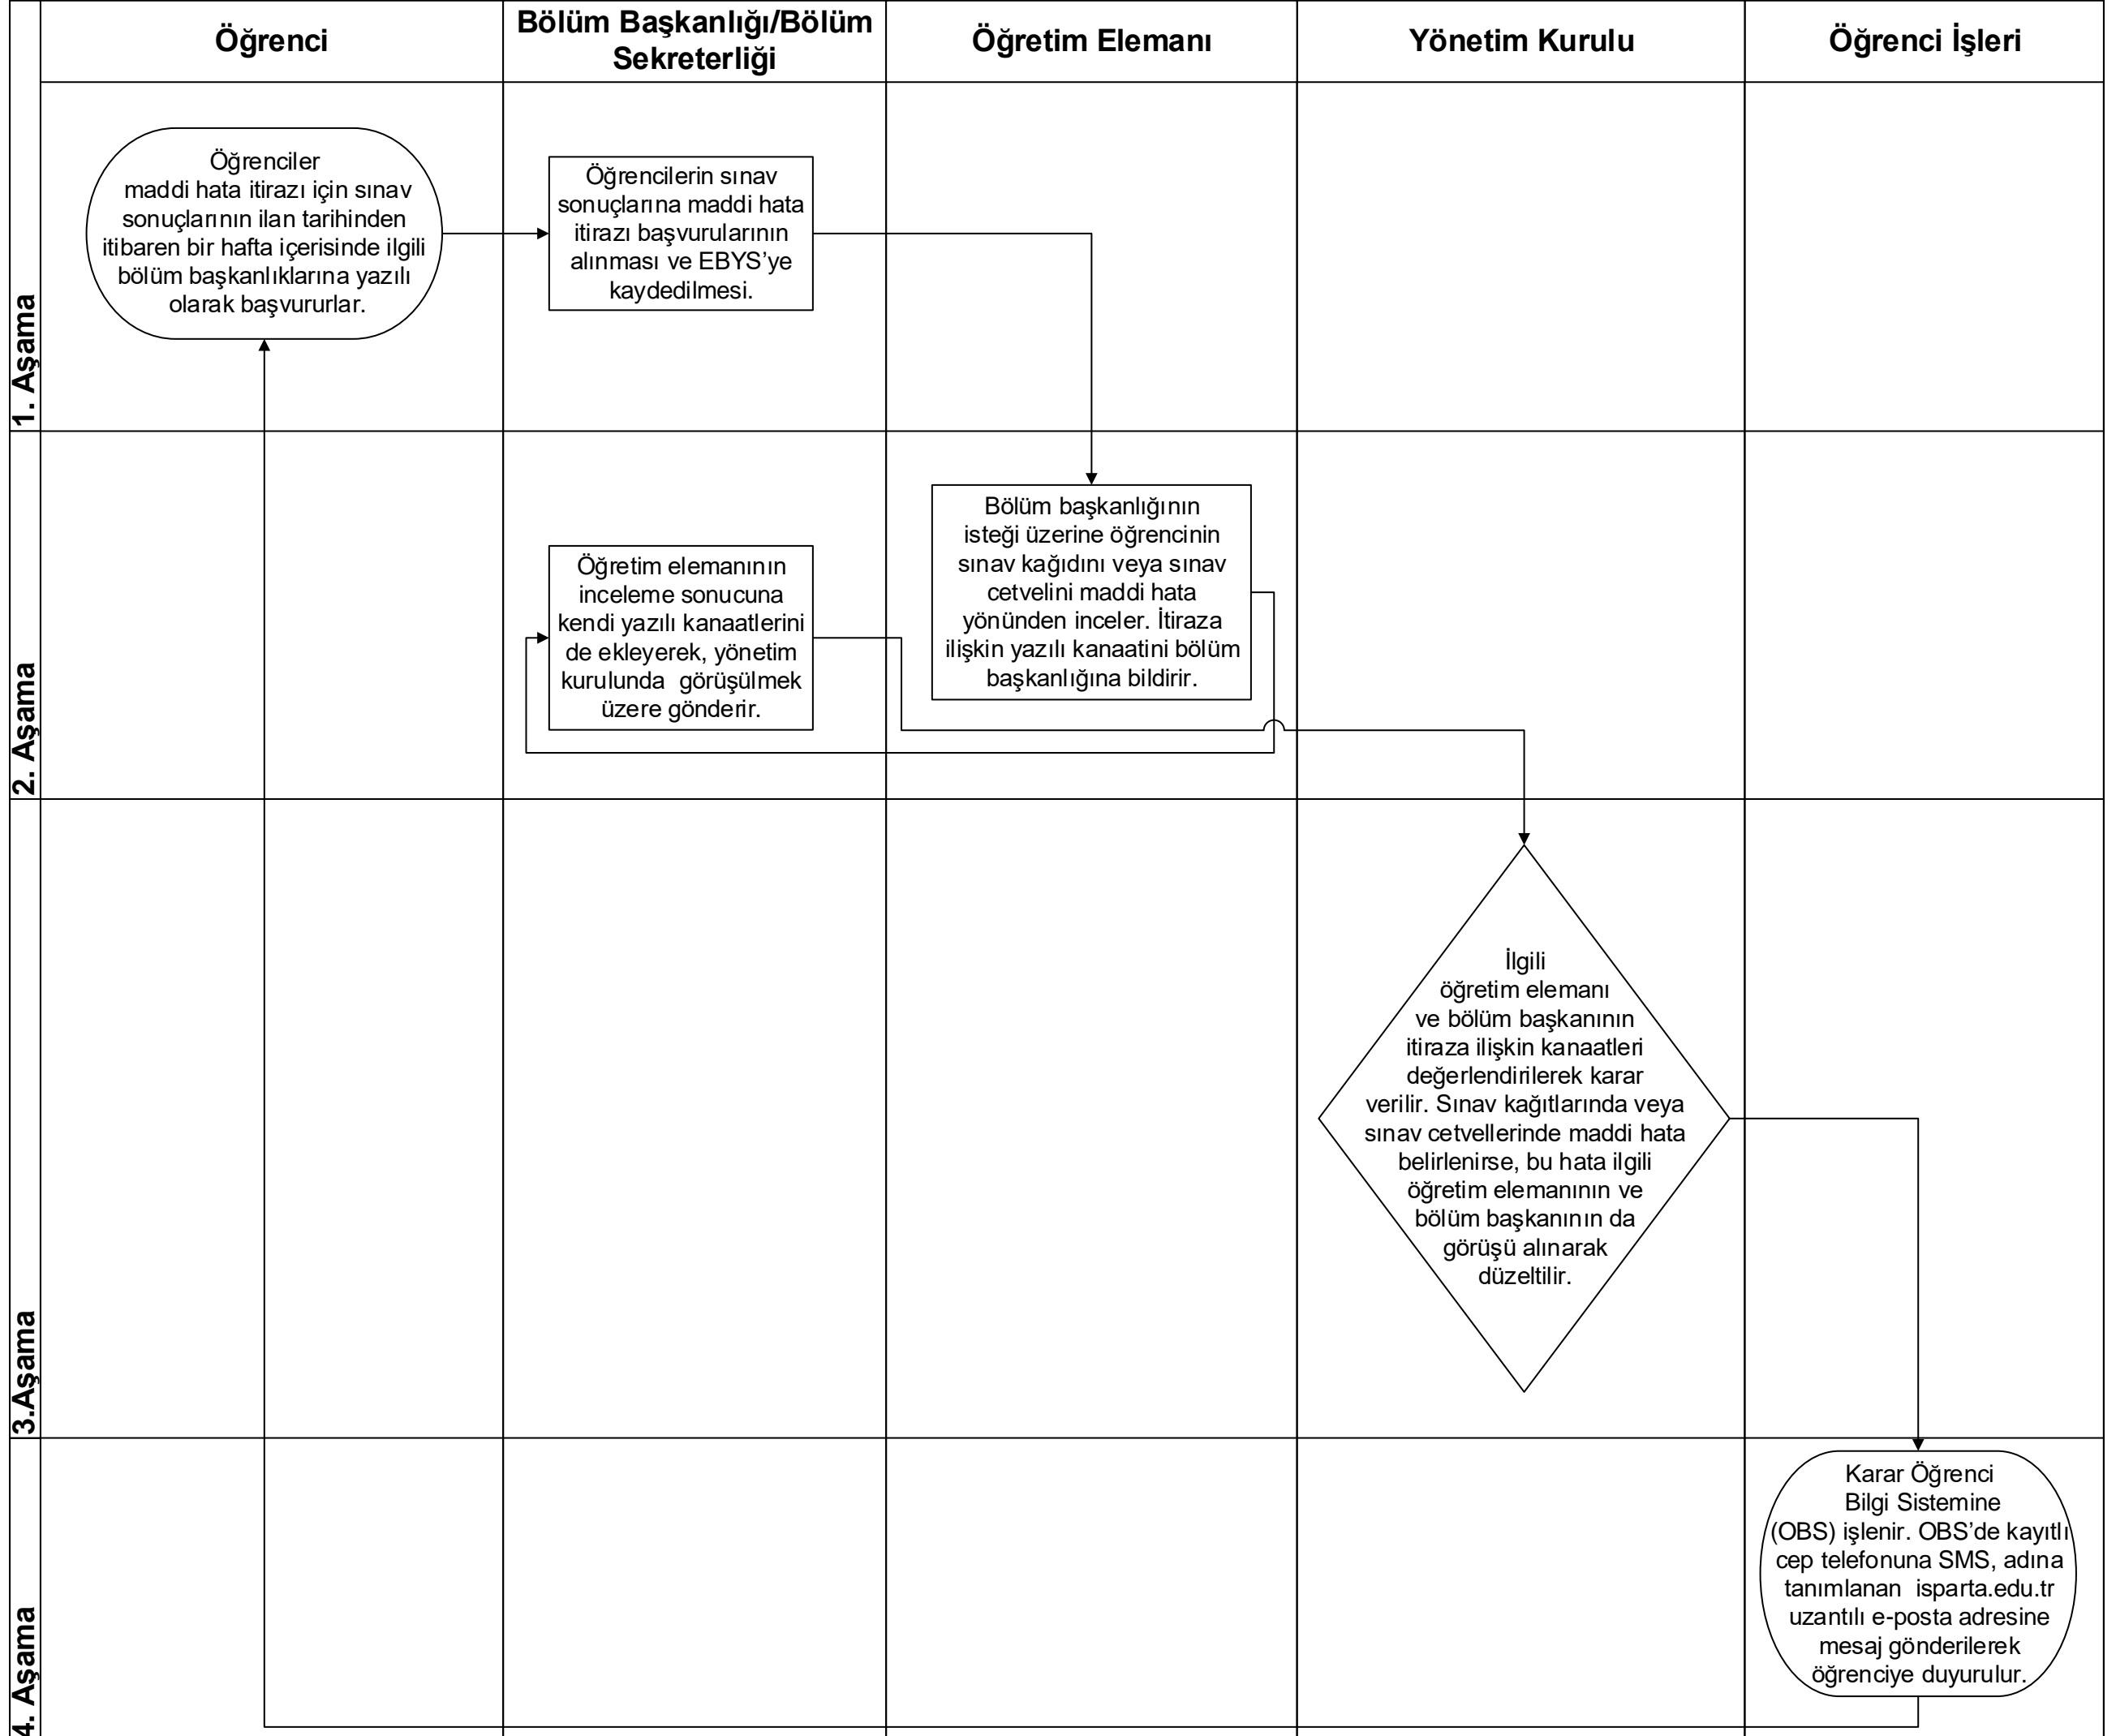 Öğrenci
Bölüm Başkanlığı/Bölüm
Sekreterliği
Öğretim Elemanı
Yönetim Kurulu
Öğrenci İşleri
1. Aşama
Öğrenciler
maddi hata itirazı için sınav
sonuçlarının ilan tarihinden
itibaren bir hafta içerisinde ilgili
bölüm başkanlıklarına yazılı
olarak başvururlar.
Öğrencilerin sınav
sonuçlarına maddi hata
itirazı başvurularının
alınması ve EBYS’ye
kaydedilmesi.
2. Aşama
Öğretim elemanının
inceleme sonucuna
kendi yazılı kanaatlerini
de ekleyerek, yönetim
kurulunda görüşülmek
üzere gönderir.
Bölüm başkanlığının
isteği üzerine öğrencinin
sınav kağıdını veya sınav
cetvelini maddi hata
yönünden inceler. İtiraza
ilişkin yazılı kanaatini bölüm
başkanlığına bildirir.
3.Aşama
İlgili
öğretim elemanı
ve bölüm başkanının
itiraza ilişkin kanaatleri
değerlendirilerek karar
verilir. Sınav kağıtlarında veya
sınav cetvellerinde maddi hata
belirlenirse, bu hata ilgili
öğretim elemanının ve
bölüm başkanının da
görüşü alınarak
düzeltilir.
4. Aşama
Karar Öğrenci
Bilgi Sistemine
(OBS) işlenir. OBS’de kayıtlı
cep telefonuna SMS, adına
tanımlanan isparta.edu.tr
uzantılı e-posta adresine
mesaj gönderilerek
öğrenciye duyurulur.